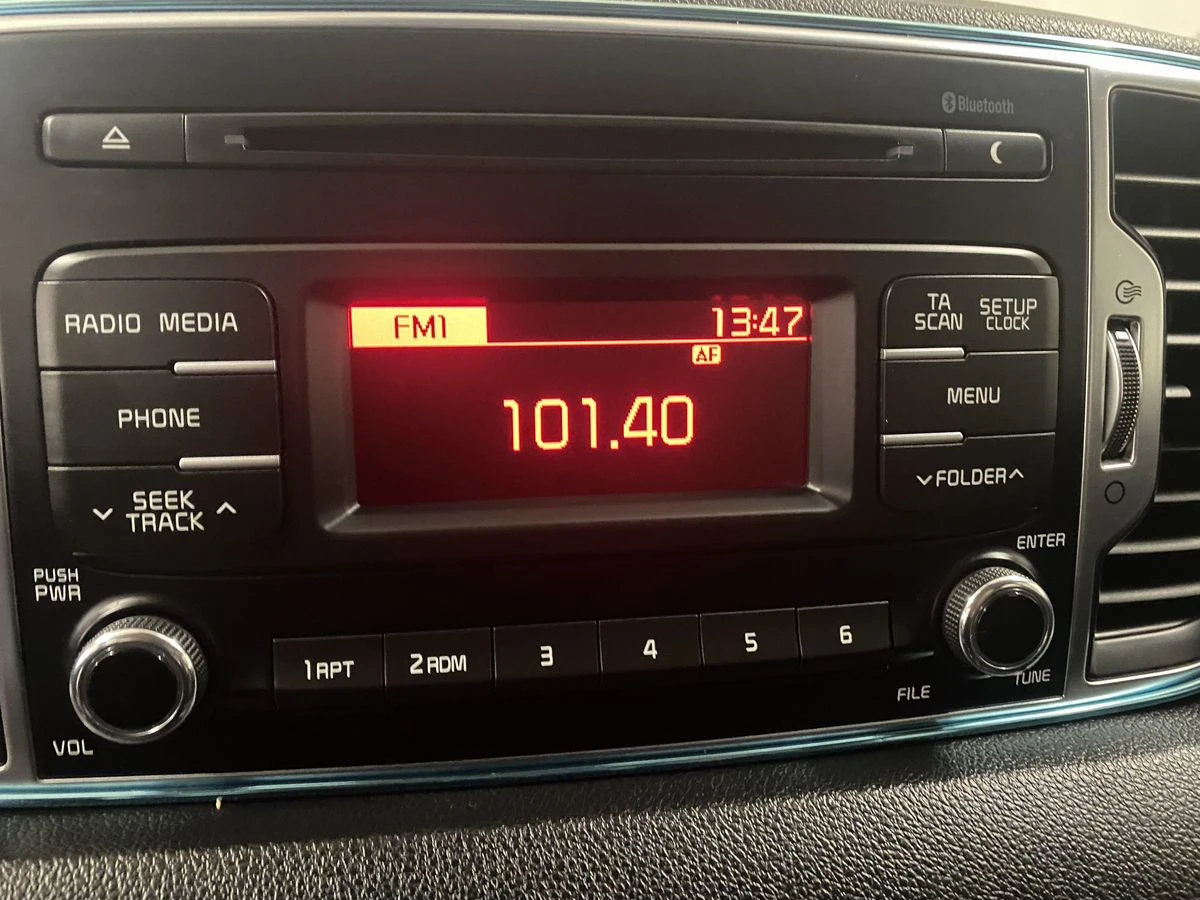 Bluetooth
RADIO MEDIA
PHONE
SEEK
TRACK
FM1
13:47
AF
101.40
TA
SCAN
SETUP
CLOCK
MENU
FOLDER
PUSH
PWR
VOL
1 RPT
2 RDM
3
4
5
6
ENTER
FILE
TUNE